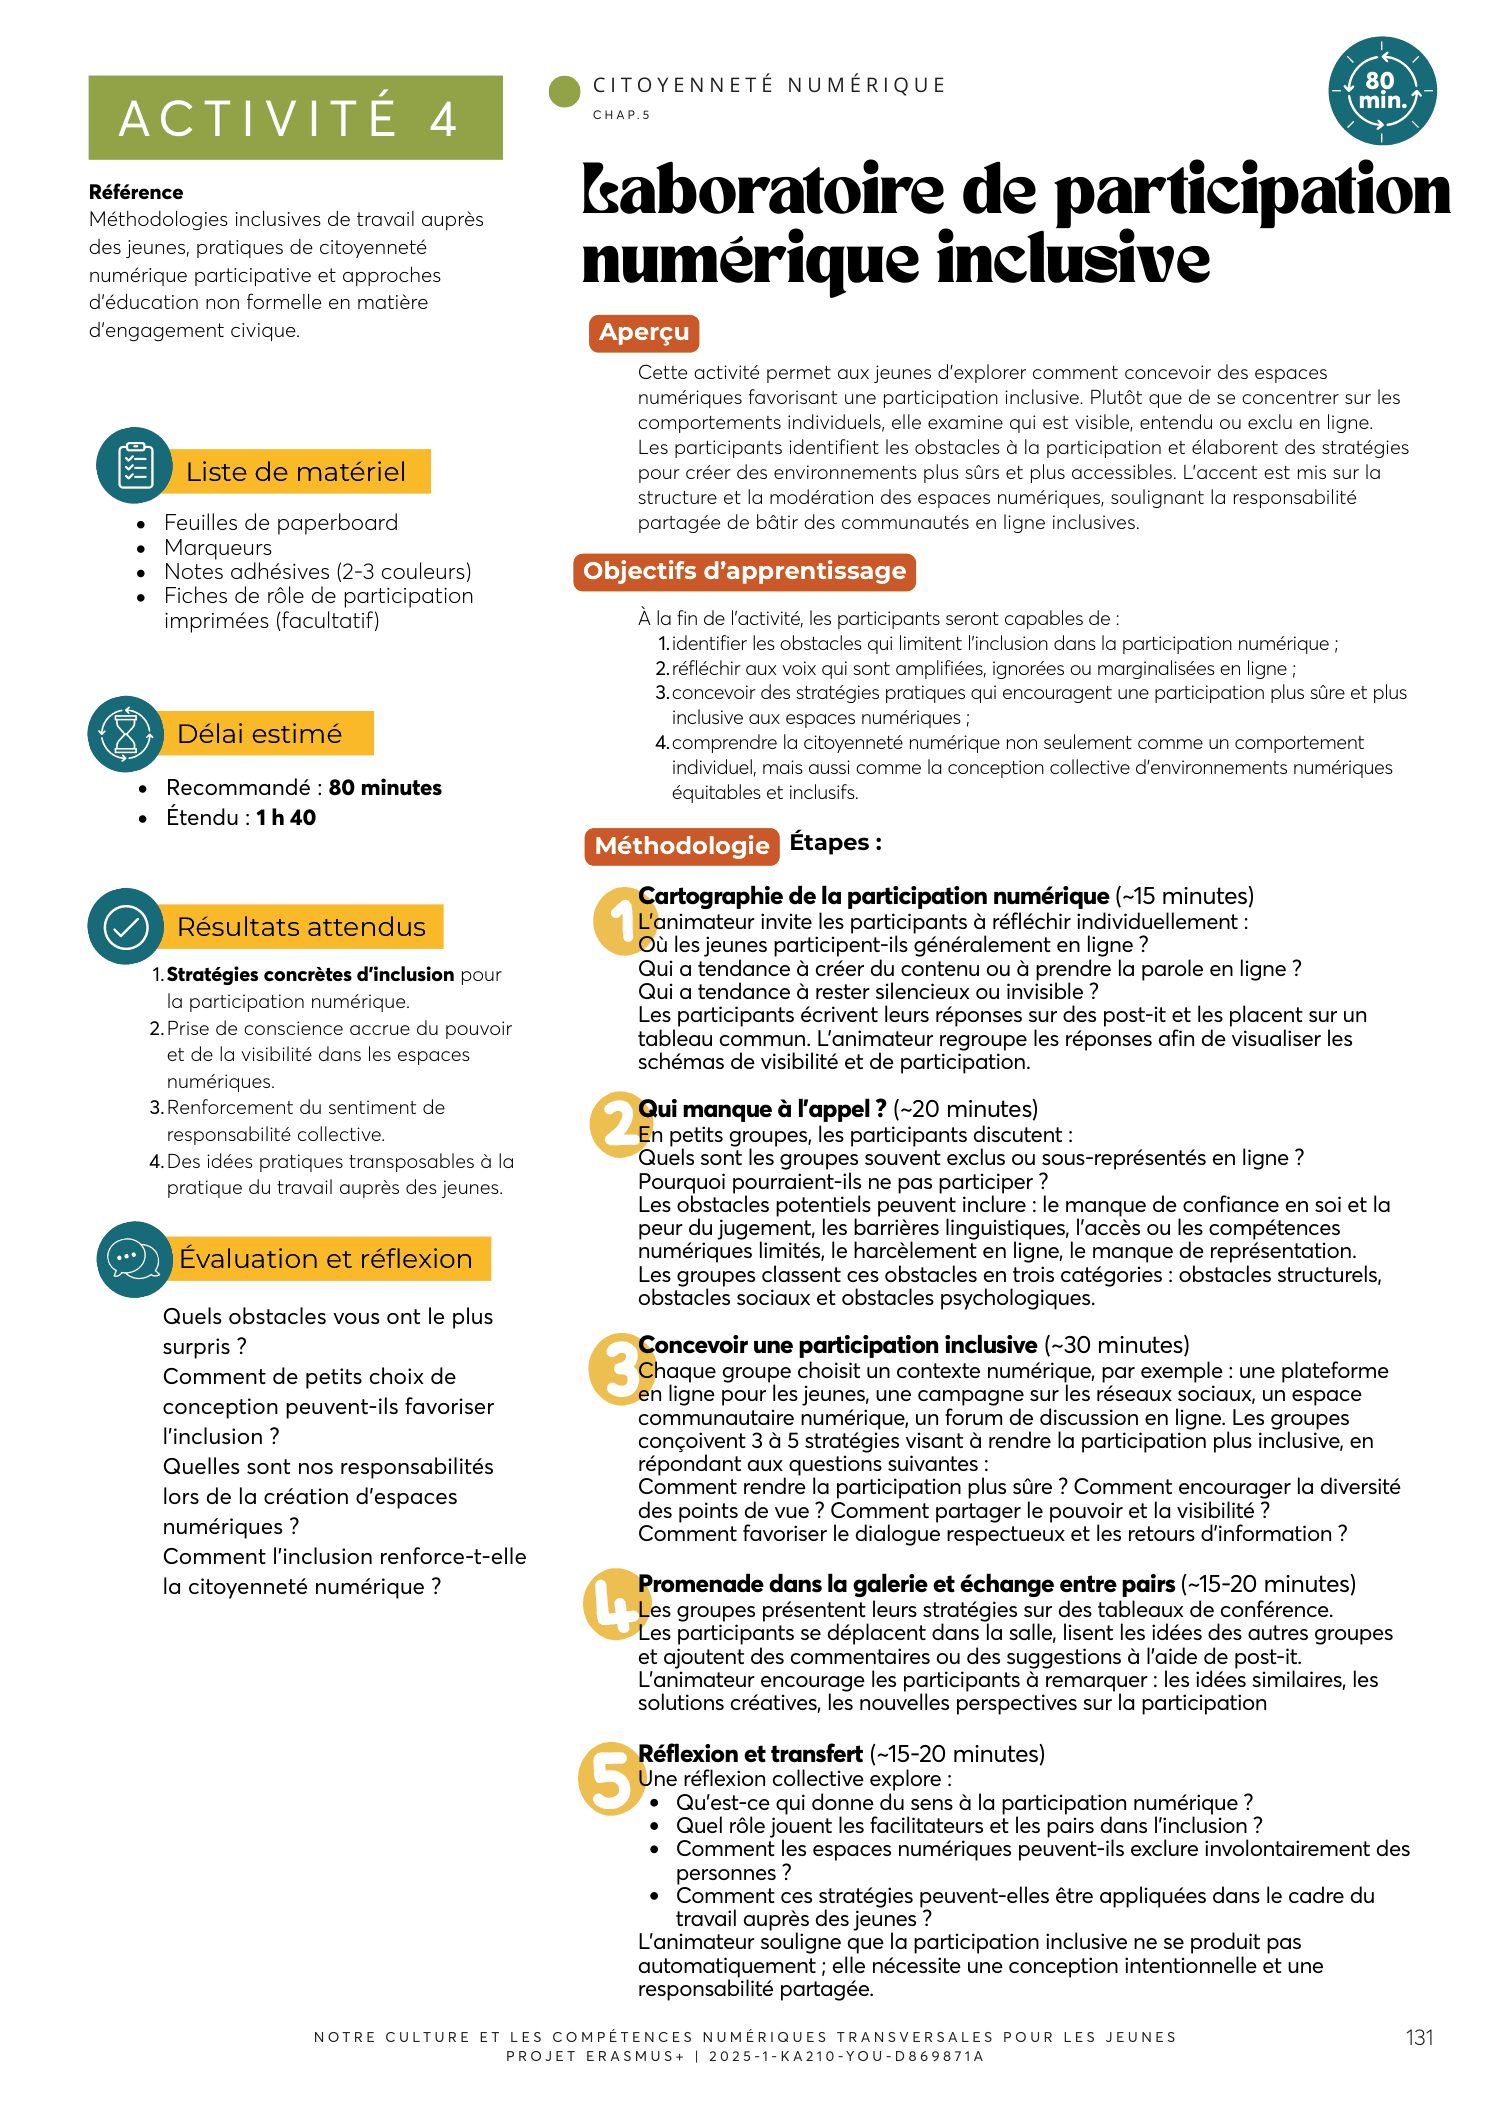 ACTIVITÉ 4
Référence
Méthodologies inclusives de travail auprès
des jeunes, pratiques de citoyenneté
numérique participative et approches
d'éducation non formelle en matière
d'engagement civique.
Liste de matériel
• Feuilles de paperboard
• Marqueurs
• Notes adhésives (2-3 couleurs)
• Fiches de rôle de participation
imprimées (facultatif)
Délai estimé
• Recommandé : 80 minutes
• Étendu : 1 h 40
Résultats attendus
1. Stratégies concrètes d'inclusion pour
la participation numérique.
2. Prise de conscience accrue du pouvoir
et de la visibilité dans les espaces
numériques.
3. Renforcement du sentiment de
responsabilité collective.
4. Des idées pratiques transposables à la
pratique du travail auprès des jeunes.
Évaluation et réflexion
Quels obstacles vous ont le plus
surpris ?
Comment de petits choix de
conception peuvent-ils favoriser
l'inclusion ?
Quelles sont nos responsabilités
lors de la création d'espaces
numériques ?
Comment l'inclusion renforce-t-elle
la citoyenneté numérique ?
CITOYENNETÉ NUMÉRIQUE
CHAP.5
80
min.
Laboratoire de participation
numérique inclusive
Aperçu
Cette activité permet aux jeunes d'explorer comment concevoir des espaces
numériques favorisant une participation inclusive. Plutôt que de se concentrer sur les
comportements individuels, elle examine qui est visible, entendu ou exclu en ligne.
Les participants identifient les obstacles à la participation et élaborent des stratégies
pour créer des environnements plus sûrs et plus accessibles. L'accent est mis sur la
structure et la modération des espaces numériques, soulignant la responsabilité
partagée de bâtir des communautés en ligne inclusives.
Objectifs d'apprentissage
À la fin de l'activité, les participants seront capables de :
1. identifier les obstacles qui limitent l'inclusion dans la participation numérique ;
2. réfléchir aux voix qui sont amplifiées, ignorées ou marginalisées en ligne ;
3. concevoir des stratégies pratiques qui encouragent une participation plus sûre et plus
inclusive aux espaces numériques ;
4. comprendre la citoyenneté numérique non seulement comme un comportement
individuel, mais aussi comme la conception collective d'environnements numériques
équitables et inclusifs.
Méthodologie Étapes :
1 Cartographie de la participation numérique (~15 minutes)
L'animateur invite les participants à réfléchir individuellement :
Où les jeunes participent-ils généralement en ligne ?
Qui a tendance à créer du contenu ou à prendre la parole en ligne ?
Qui a tendance à rester silencieux ou invisible ?
Les participants écrivent leurs réponses sur des post-it et les placent sur un
tableau commun. L'animateur regroupe les réponses afin de visualiser les
schémas de visibilité et de participation.
2 Qui manque à l'appel ? (~20 minutes)
En petits groupes, les participants discutent :
Quels sont les groupes souvent exclus ou sous-représentés en ligne ?
Pourquoi pourraient-ils ne pas participer ?
Les obstacles potentiels peuvent inclure : le manque de confiance en soi et la
peur du jugement, les barrières linguistiques, l'accès ou les compétences
numériques limités, le harcèlement en ligne, le manque de représentation.
Les groupes classent ces obstacles en trois catégories : obstacles structurels,
obstacles sociaux et obstacles psychologiques.
3 Concevoir une participation inclusive (~30 minutes)
Chaque groupe choisit un contexte numérique, par exemple : une plateforme
en ligne pour les jeunes, une campagne sur les réseaux sociaux, un espace
communautaire numérique, un forum de discussion en ligne. Les groupes
conçoivent 3 à 5 stratégies visant à rendre la participation plus inclusive, en
répondant aux questions suivantes :
Comment rendre la participation plus sûre ? Comment encourager la diversité
des points de vue ? Comment partager le pouvoir et la visibilité ?
Comment favoriser le dialogue respectueux et les retours d'information ?
4 Promenade dans la galerie et échange entre pairs (~15-20 minutes)
Les groupes présentent leurs stratégies sur des tableaux de conférence.
Les participants se déplacent dans la salle, lisent les idées des autres groupes
et ajoutent des commentaires ou des suggestions à l'aide de post-it.
L'animateur encourage les participants à remarquer : les idées similaires, les
solutions créatives, les nouvelles perspectives sur la participation
5 Réflexion et transfert (~15-20 minutes)
Une réflexion collective explore :
• Qu'est-ce qui donne du sens à la participation numérique ?
• Quel rôle jouent les facilitateurs et les pairs dans l'inclusion ?
• Comment les espaces numériques peuvent-ils exclure involontairement des
personnes ?
• Comment ces stratégies peuvent-elles être appliquées dans le cadre du
travail auprès des jeunes ?
L'animateur souligne que la participation inclusive ne se produit pas
automatiquement ; elle nécessite une conception intentionnelle et une
responsabilité partagée.
NOTRE CULTURE ET LES COMPÉTENCES NUMÉRIQUES TRANSVERSALES POUR LES JEUNES
PROJET ERASMUS+ | 2025-1-KA210-YOU-D869871A
131